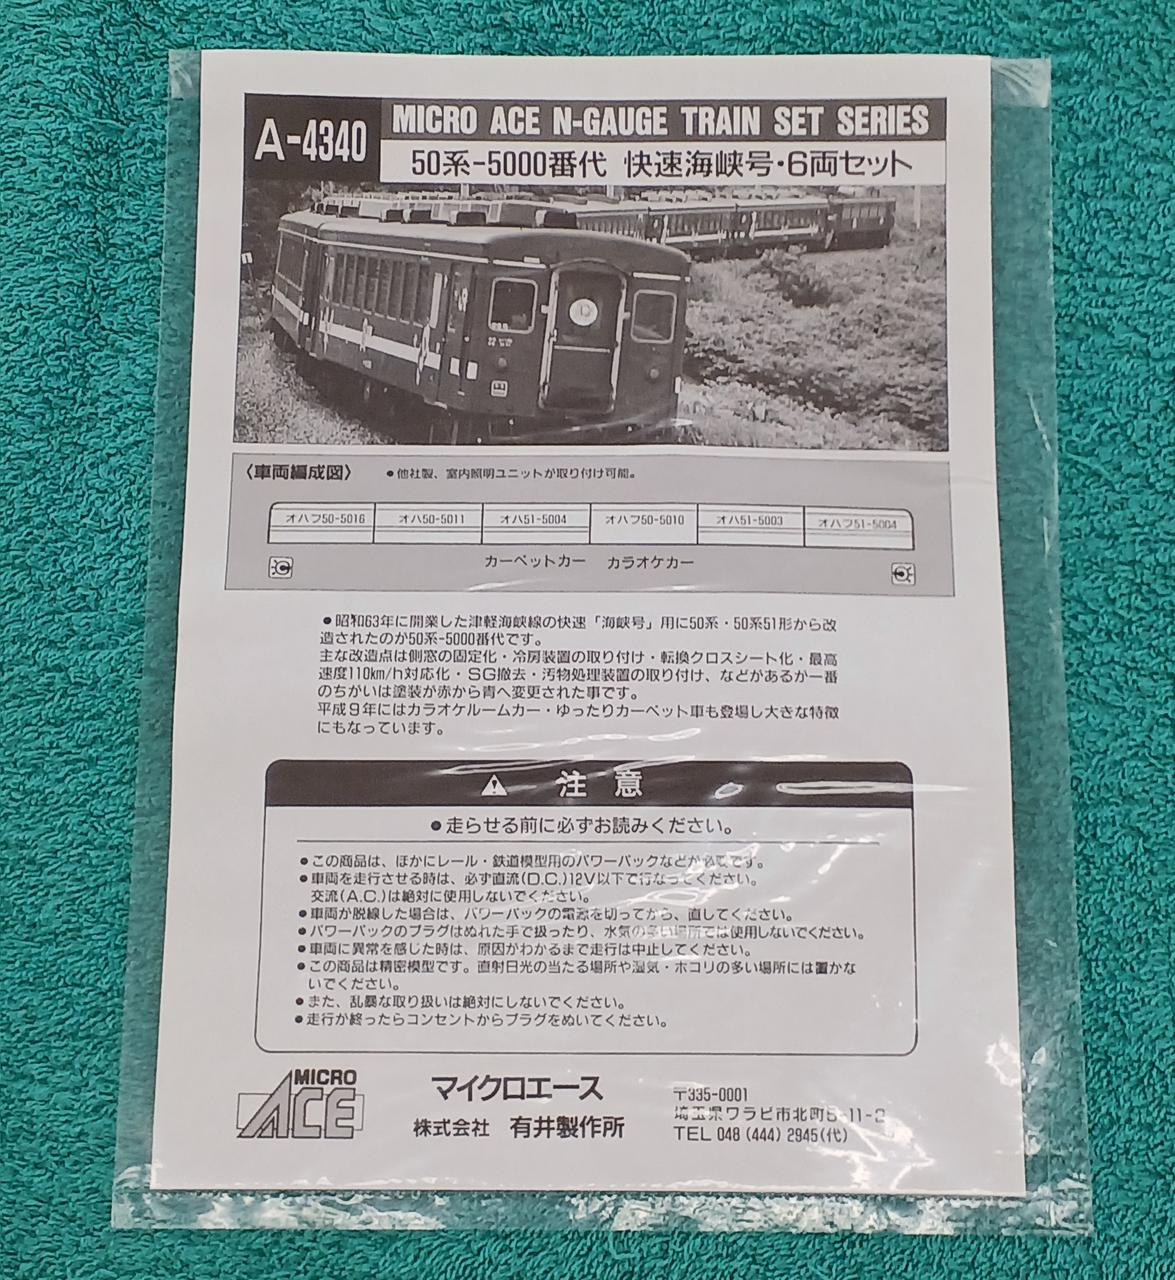 A-4340
MICRO ACE N-GAUGE TRAIN SET SERIES
50系-5000番代 快速海峡号・6両セット
〈車両編成図〉
●他社製、室内照明ユニットが取り付け可能。
オハフ50-5016 オハ50-5011 オハ51-5004 オハフ50-5010 オハ51-5003 オハフ51-5004
カーペットカー カラオケカー
●昭和63年に開業した津軽海峡線の快速「海峡号」用に50系・50系51形から改
造されたのが50系-5000番代です。
主な改造点は側窓の固定化・冷房装置の取り付け・転換クロスシート化・最高
速度110km/h対応化・SG撤去・汚物処理装置の取り付け、などがあるが一番
のちがいは塗装が赤から青へ変更された事です。
平成9年にはカラオケルームカー・ゆったりカーペット車も登場し大きな特徴
にもなっています。
注 意
●走らせる前に必ずお読みください。
●この商品は、ほかにレール・鉄道模型用のパワーパックなどが必要です。
●車両を走行させる時は、必ず直流(D.C.)12V以下で行なってください。
交流(A.C.)は絶対に使用しないでください。
●車両が脱線した場合は、パワーパックの電源を切ってから、直してください。
●パワーパックのプラグはぬれた手で扱ったり、水気の多い場所では使用しないでください。
●車両に異常を感じた時は、原因がわかるまで走行は中止してください。
●この商品は精密模型です。直射日光の当たる場所や湿気・ホコリの多い場所には置かな
いでください。
●また、乱暴な取り扱いは絶対にしないでください。
●走行が終ったらコンセントからプラグをぬいてください。
MICRO
ACE
マイクロエース
株式会社 有井製作所
〒335-0001
埼玉県ワラビ市北町5-11-2
TEL 048 (444) 2945(代)